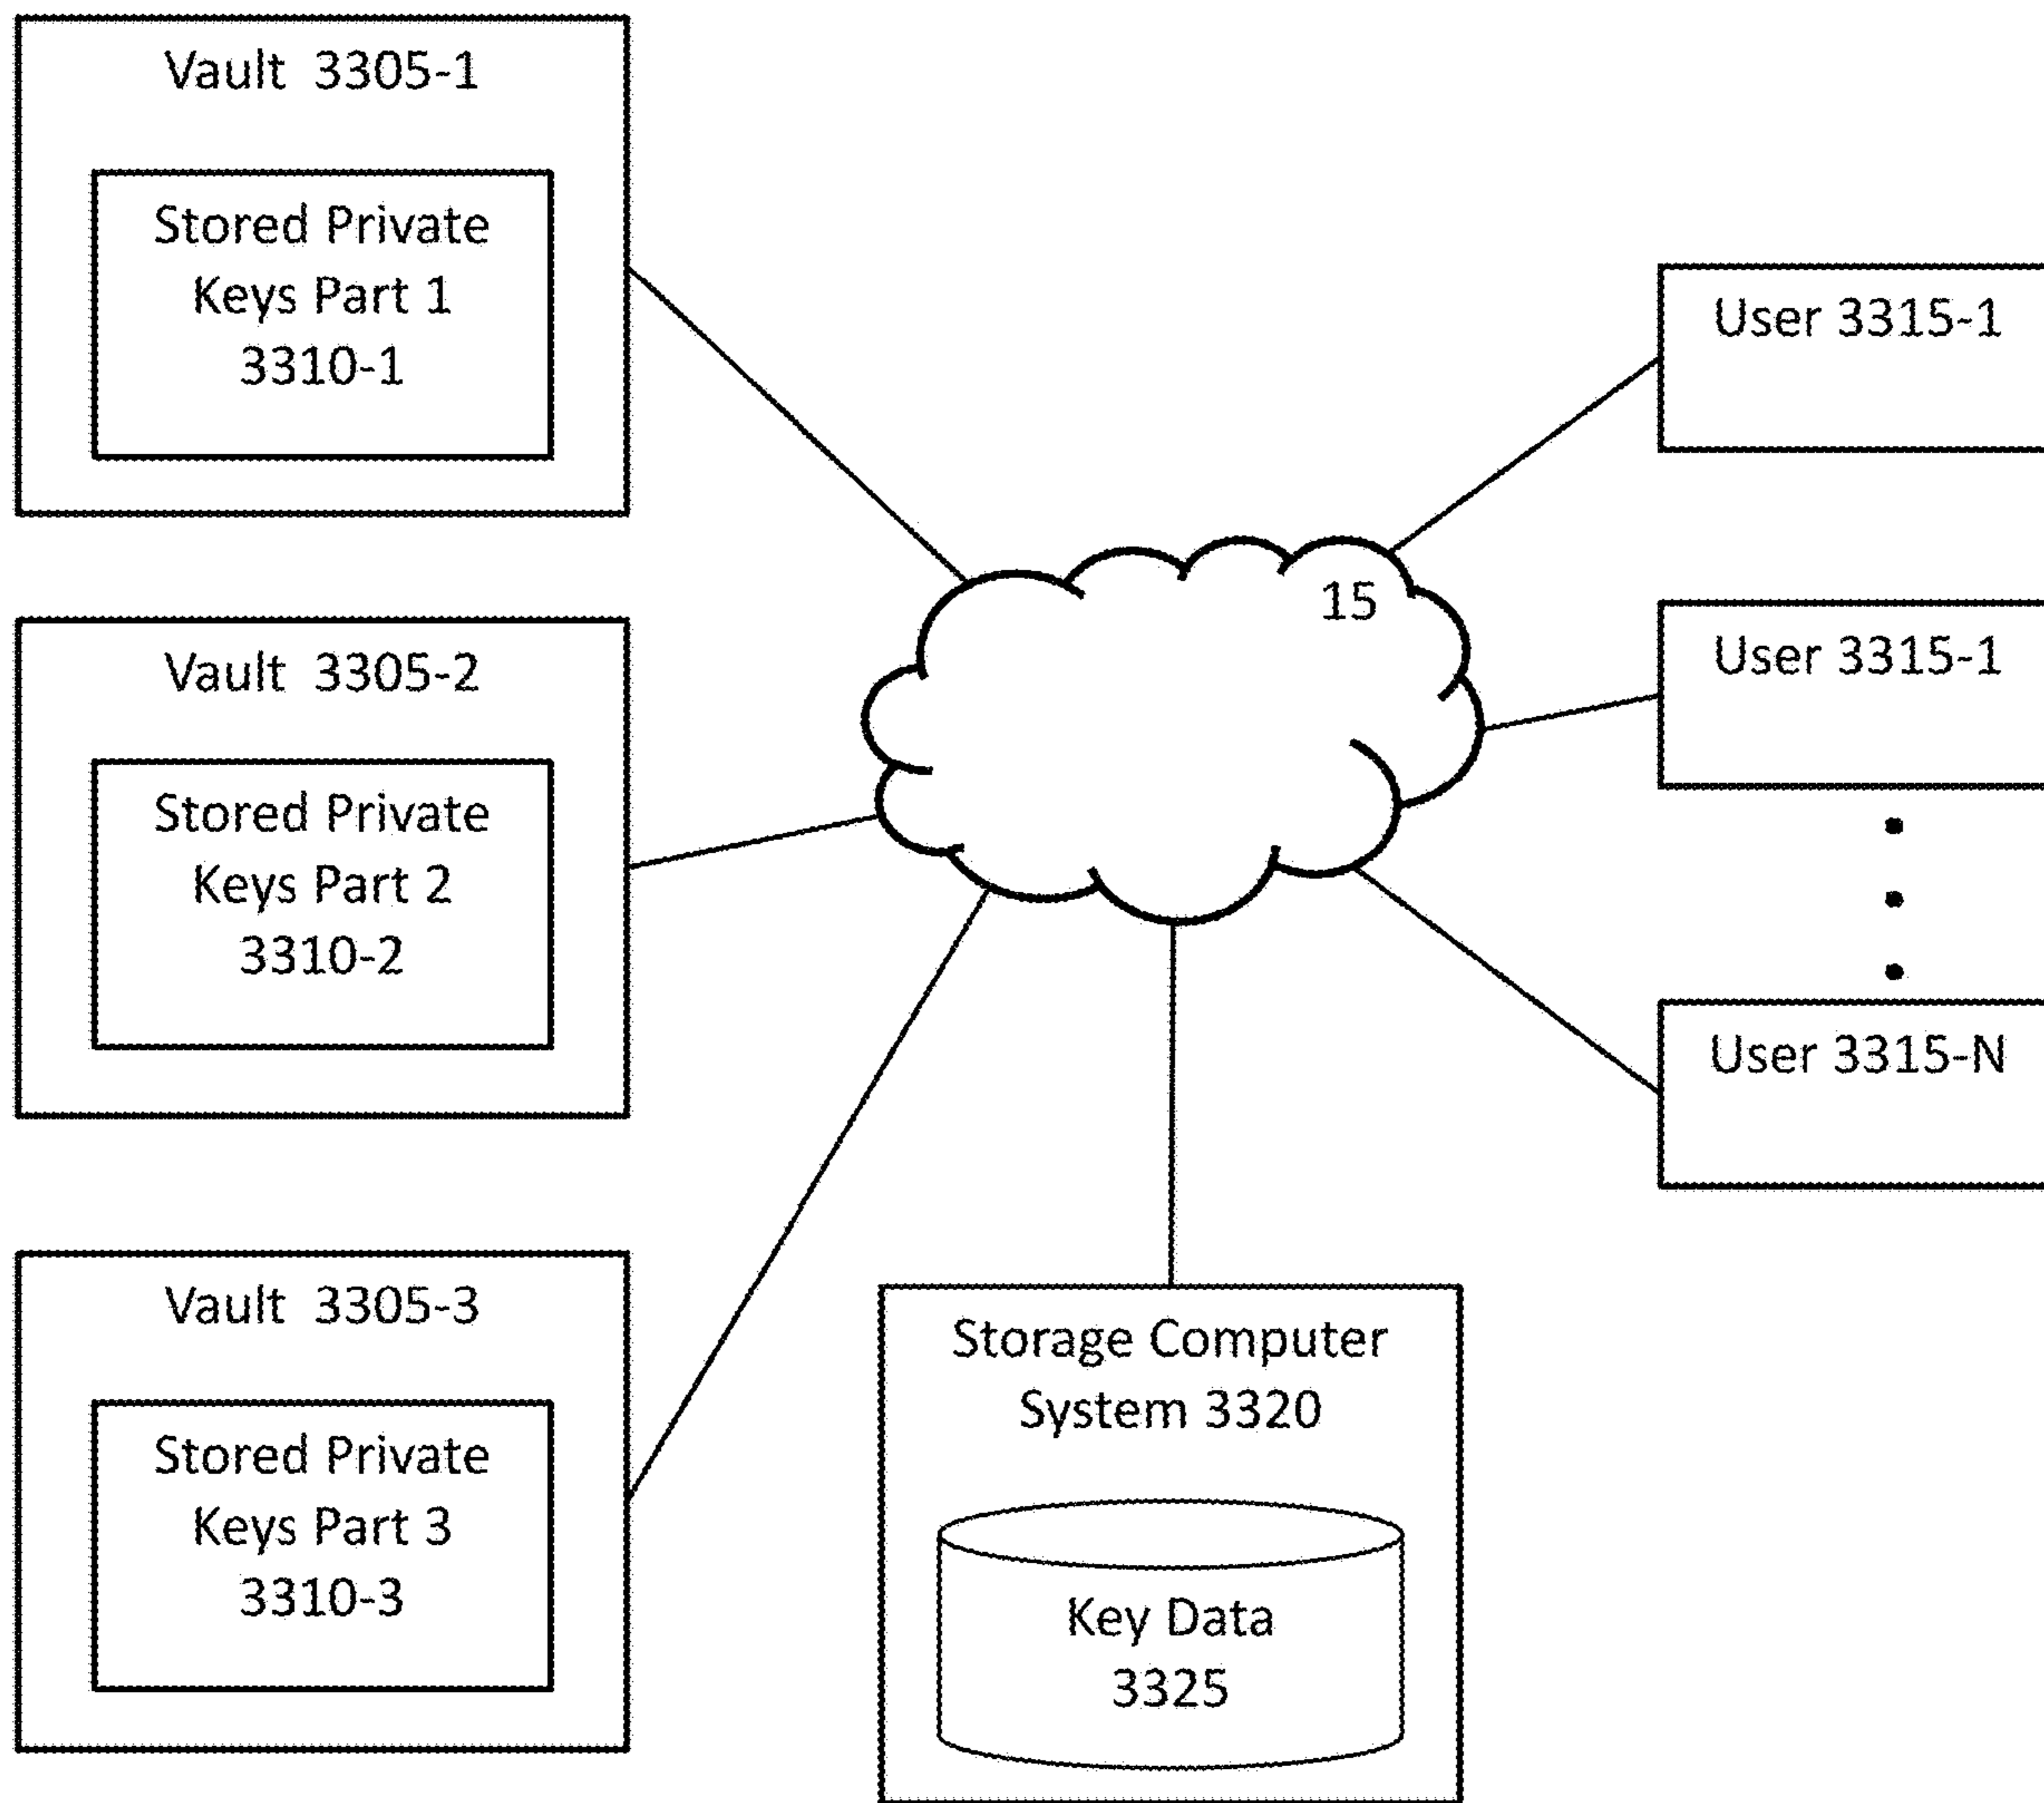 Vault 3305-1
Stored Private
Keys Part 1
3310-1
Vault 3305-2
Stored Private
Keys Part 2
3310-2
Vault 3305-3
Stored Private
Keys Part 3
3310-3
15
User 3315-1
User 3315-1
User 3315-N
Storage Computer
System 3320
Key Data
3325